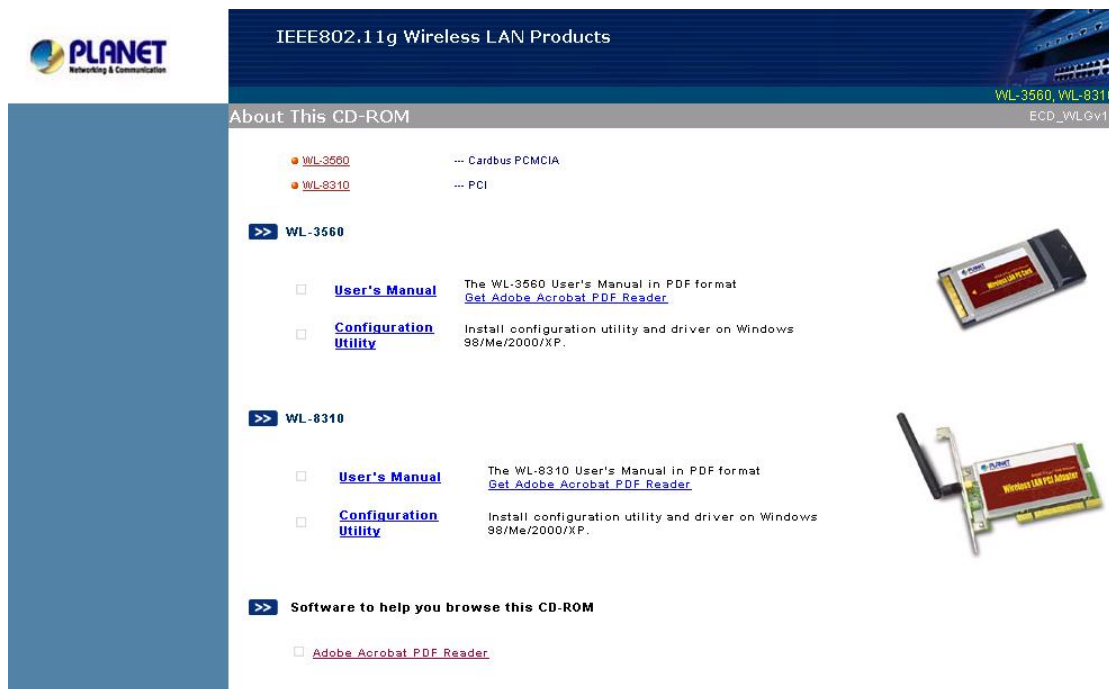 PLANET
Networking & Communication
IEEE802.11g Wireless LAN Products
WL-3560, WL-8310
About This CD-ROM
ECD_WLGv1
WL-3560 --- Cardbus PCMCIA
WL-8310 --- PCI
>> WL-3560
User's Manual
The WL-3560 User's Manual in PDF format
Get Adobe Acrobat PDF Reader
Configuration
Utility
Install configuration utility and driver on Windows
98/Me/2000/XP.
PLANET
Wireless LAN PC Card
>> WL-8310
User's Manual
The WL-8310 User's Manual in PDF format
Get Adobe Acrobat PDF Reader
Configuration
Utility
Install configuration utility and driver on Windows
98/Me/2000/XP.
PLANET
Wireless LAN PCI Adapter
>> Software to help you browse this CD-ROM
Adobe Acrobat PDF Reader